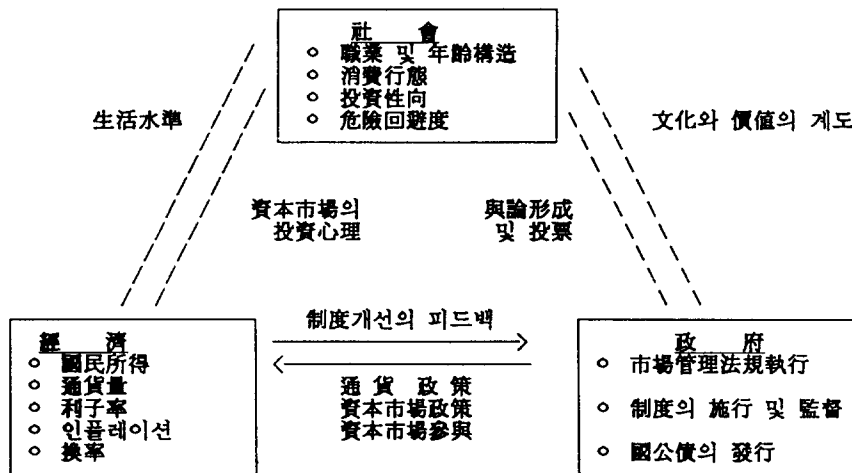 社 會
○ 職業 및 年齡構造
○ 消費行態
○ 投資性向
○ 危險回避度
生活水準
文化와 價値의 계도
資本市場의
投資心理
與論形成
및 投票
制度개선의 피드백
通 貨 政 策
資本市場政策
資本市場參與
經 濟
○ 國民所得
○ 通貨量
○ 利子率
○ 인플레이션
○ 換率
政 府
○ 市場管理法規執行
○ 制度의 施行 및 監督
○ 國公債의 發行